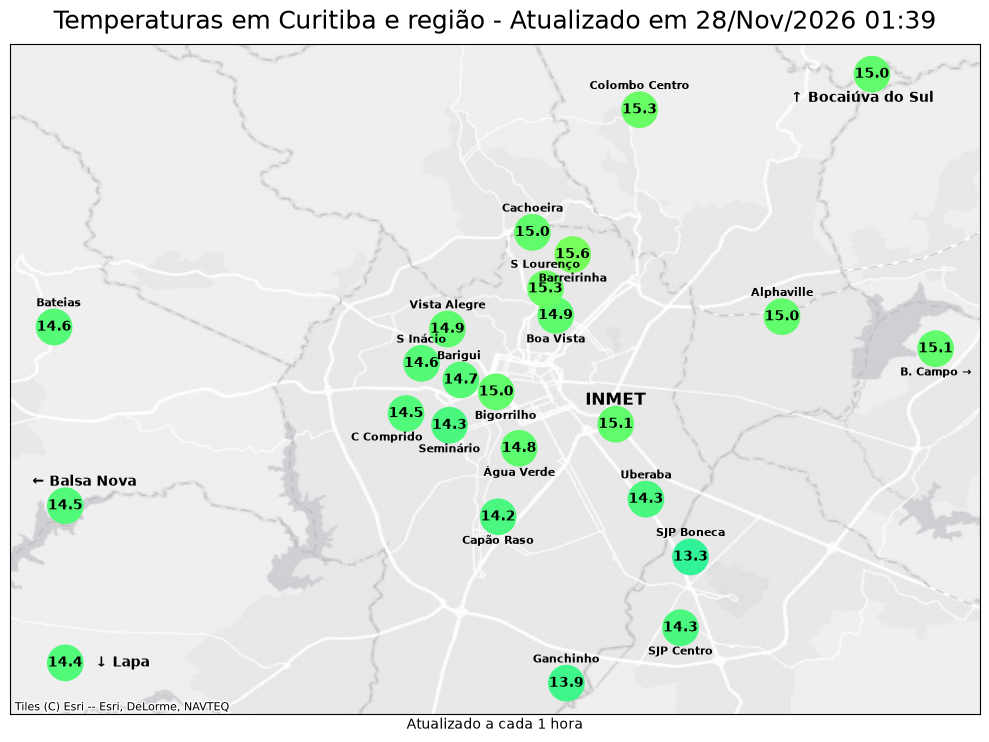 Temperaturas em Curitiba e região - Atualizado em 28/Nov/2026 01:39
15.0
↑ Bocaiúva do Sul
Colombo Centro
15.3
Cachoeira
15.0
15.6
S Lourenço
Barreirinha
15.3
14.9
Boa Vista
Alphaville
15.0
Bateias
14.6
Vista Alegre
14.9
S Inácio
14.6
Barigui
14.7
15.1
B. Campo →
15.0
Bigorrilho
INMET
15.1
14.5
C Comprido
14.3
Seminário
14.8
Água Verde
← Balsa Nova
14.5
Uberaba
14.3
14.2
Capão Raso
SJP Boneca
13.3
14.3
SJP Centro
14.4 ↓ Lapa
Ganchinho
13.9
Tiles (C) Esri -- Esri, DeLorme, NAVTEQ
Atualizado a cada 1 hora